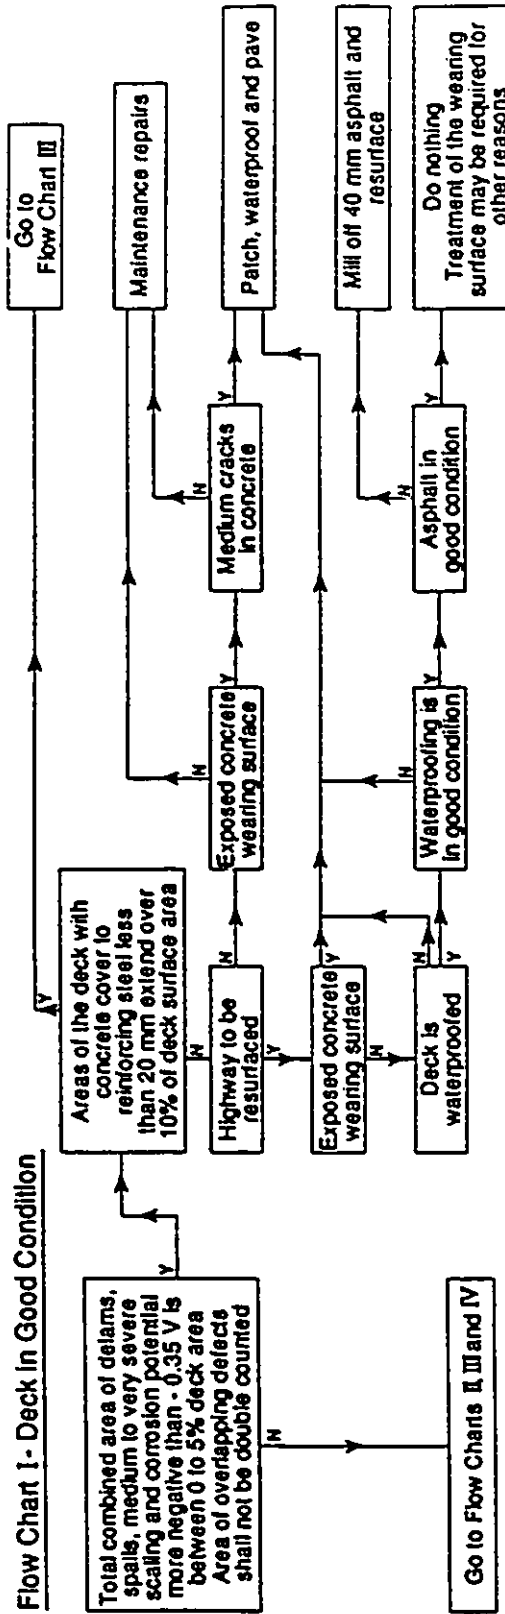 Flow Chart I - Deck in Good Condition
Total combined area of delams,
spalls, medium to very severe
scaling and corrosion potential
more negative than - 0.35 V is
between 0 to 5% deck area
Area of overlapping defects
shall not be double counted
Y
N
Go to Flow Charts II, III and IV
Areas of the deck with
concrete cover to
reinforcing steel less
than 20 mm extend over
10% of deck surface area
Y
N
Go to
Flow Chart III
Highway to be
resurfaced
N
Y
Exposed concrete
wearing surface
N
Y
Medium cracks
in concrete
N
Y
Maintenance repairs
Patch, waterproof and pave
Exposed concrete
wearing surface
Y
N
Deck is
waterproofed
N
Y
Waterproofing is
in good condition
N
Y
Asphalt in
good condition
N
Y
Mill off 40 mm asphalt and
resurface
Do nothing
Treatment of the wearing
surface may be required for
other reasons